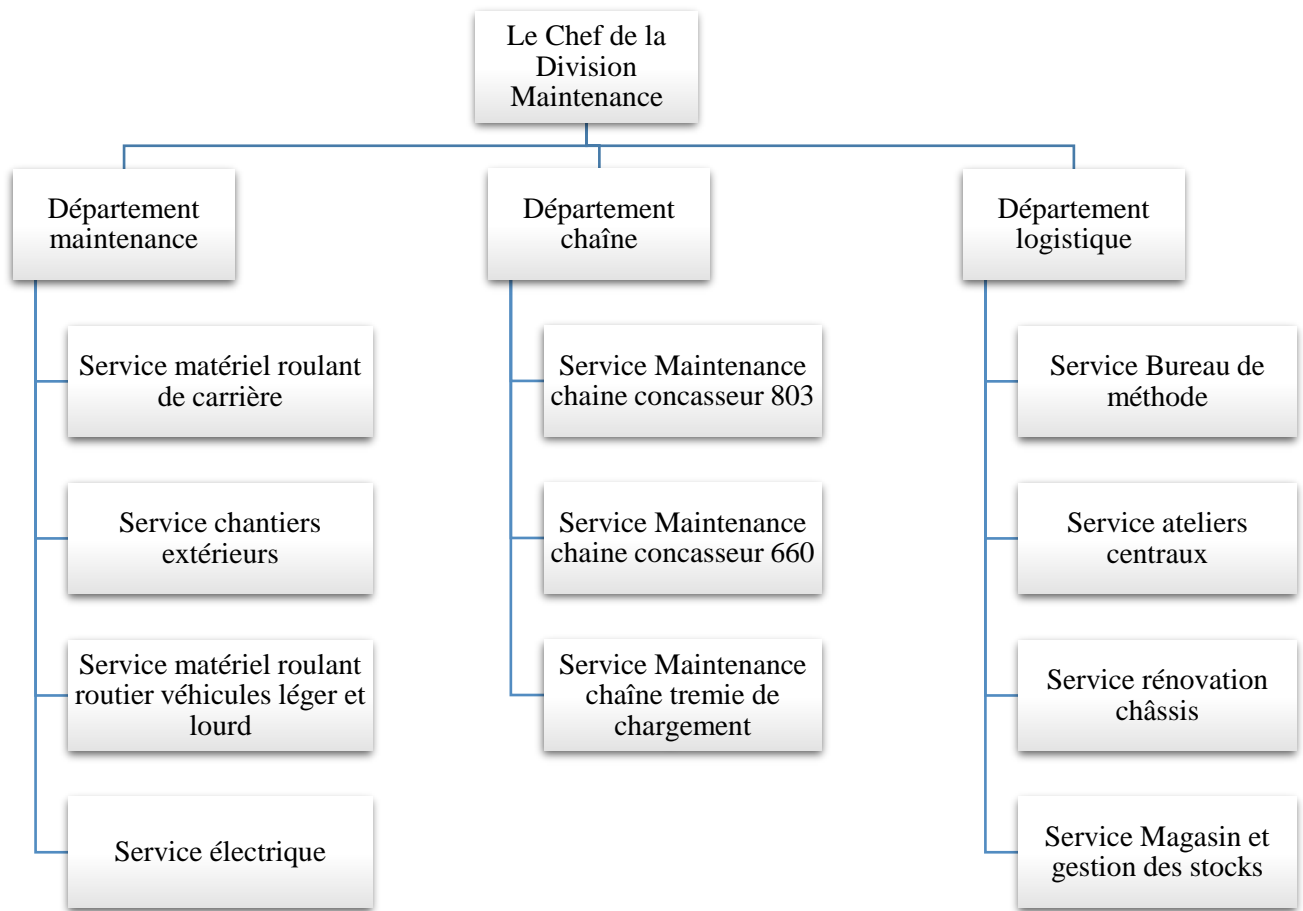 Le Chef de la
Division
Maintenance
Département
maintenance
Service matériel roulant
de carrière
Service chantiers
extérieurs
Service matériel roulant
routier véhicules léger et
lourd
Service électrique
Département
chaîne
Service Maintenance
chaine concasseur 803
Service Maintenance
chaine concasseur 660
Service Maintenance
chaîne tremie de
chargement
Département
logistique
Service Bureau de
méthode
Service ateliers
centraux
Service rénovation
châssis
Service Magasin et
gestion des stocks